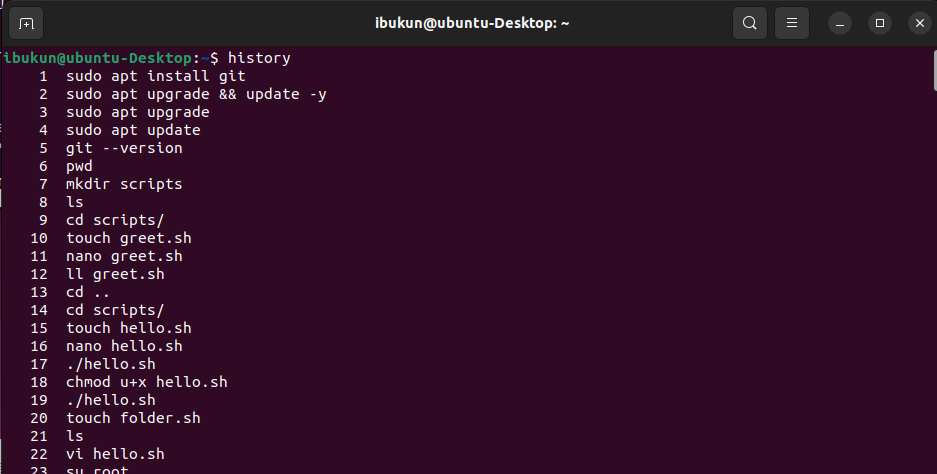 ibukun@ubuntu-Desktop: ~
ibukun@ubuntu-Desktop:~$ history
1 sudo apt install git
2 sudo apt upgrade && update -y
3 sudo apt upgrade
4 sudo apt update
5 git --version
6 pwd
7 mkdir scripts
8 ls
9 cd scripts/
10 touch greet.sh
11 nano greet.sh
12 ll greet.sh
13 cd ..
14 cd scripts/
15 touch hello.sh
16 nano hello.sh
17 ./hello.sh
18 chmod u+x hello.sh
19 ./hello.sh
20 touch folder.sh
21 ls
22 vi hello.sh
23 su root